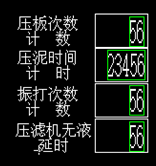 压板次数
计 数
56
压泥时间
计 时
23456
振打次数
计 数
56
压滤机无液
延时
56